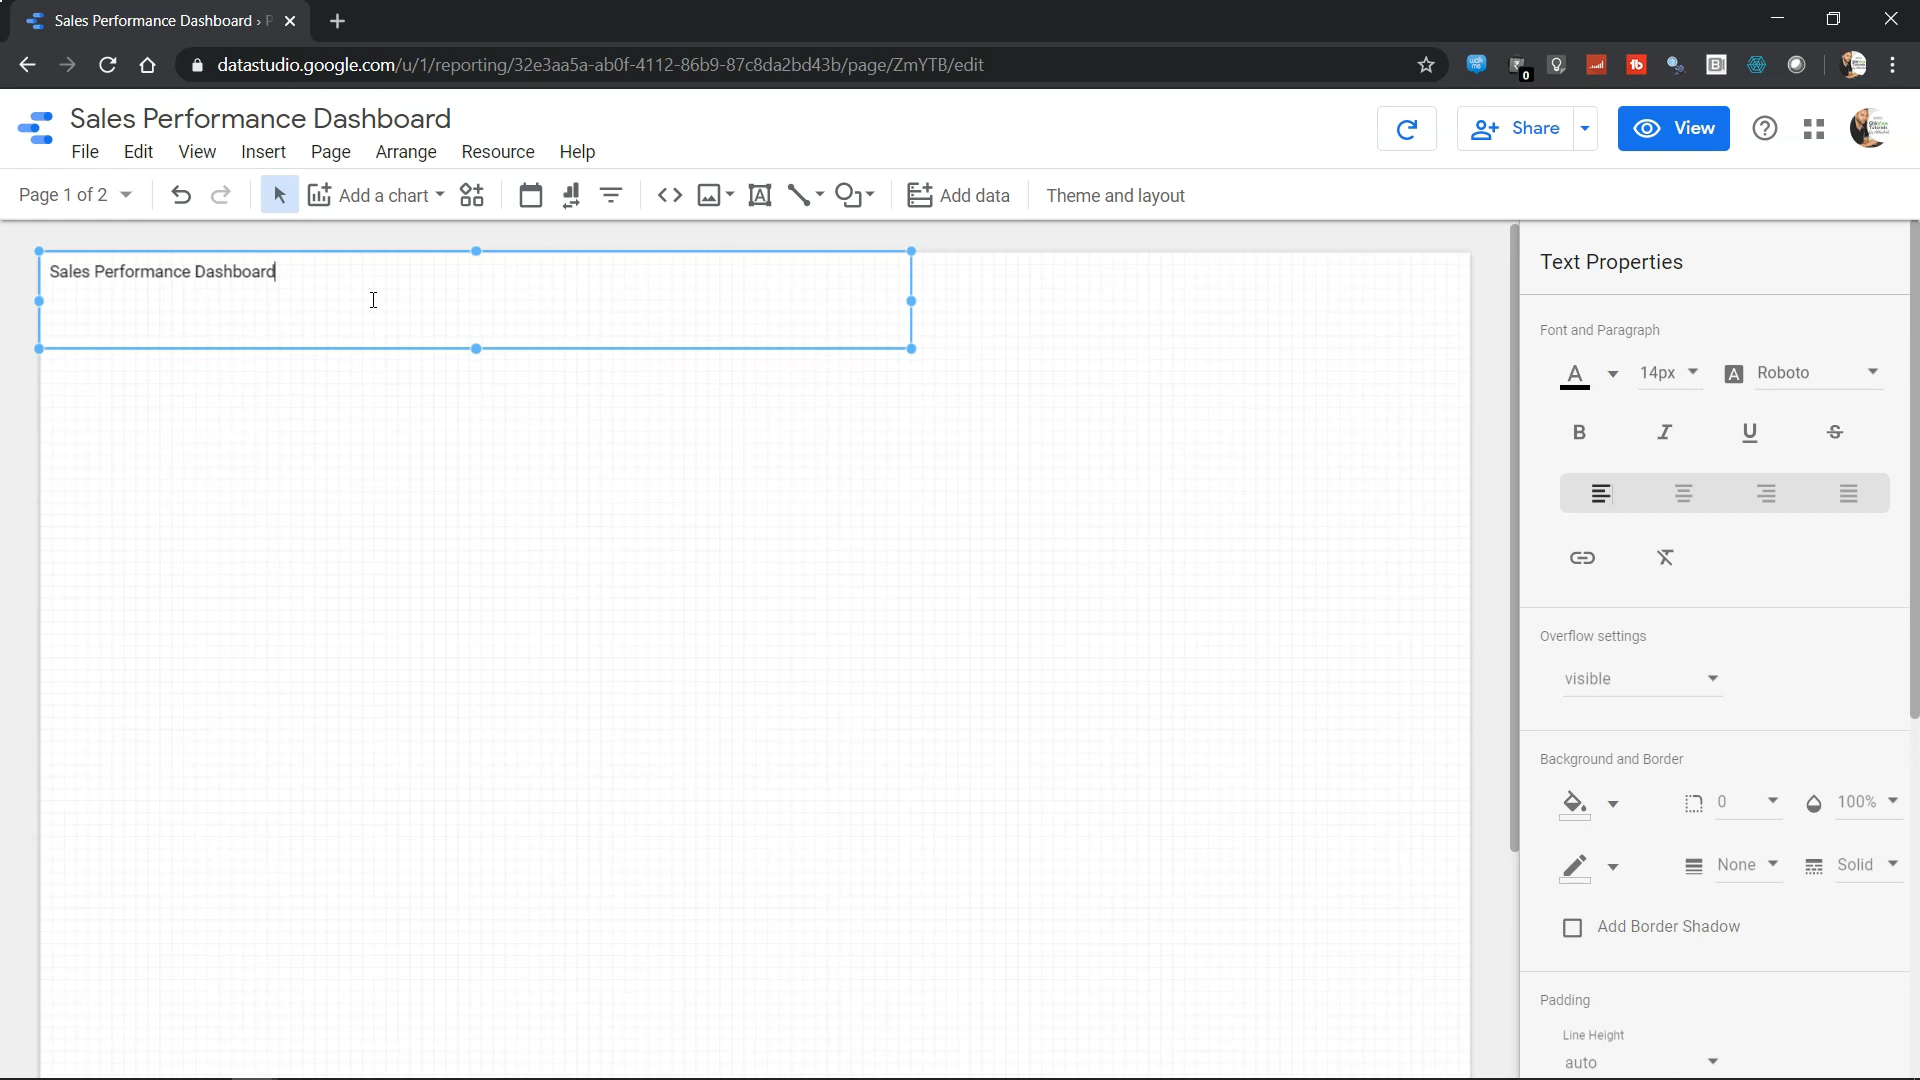 Sales Performance Dashboard › P
datastudio.google.com/u/1/reporting/32e3aa5a-ab0f-4112-86b9-87c8da2bd43b/page/ZmYTB/edit
0
Sales Performance Dashboard
Share
View
File Edit View Insert Page Arrange Resource Help
Page 1 of 2
Add a chart
Add data
Theme and layout
Sales Performance Dashboard
Text Properties
Font and Paragraph
A 14px A Roboto
B I U S
Overflow settings
visible
Background and Border
0 100%
None Solid
Add Border Shadow
Padding
Line Height
auto